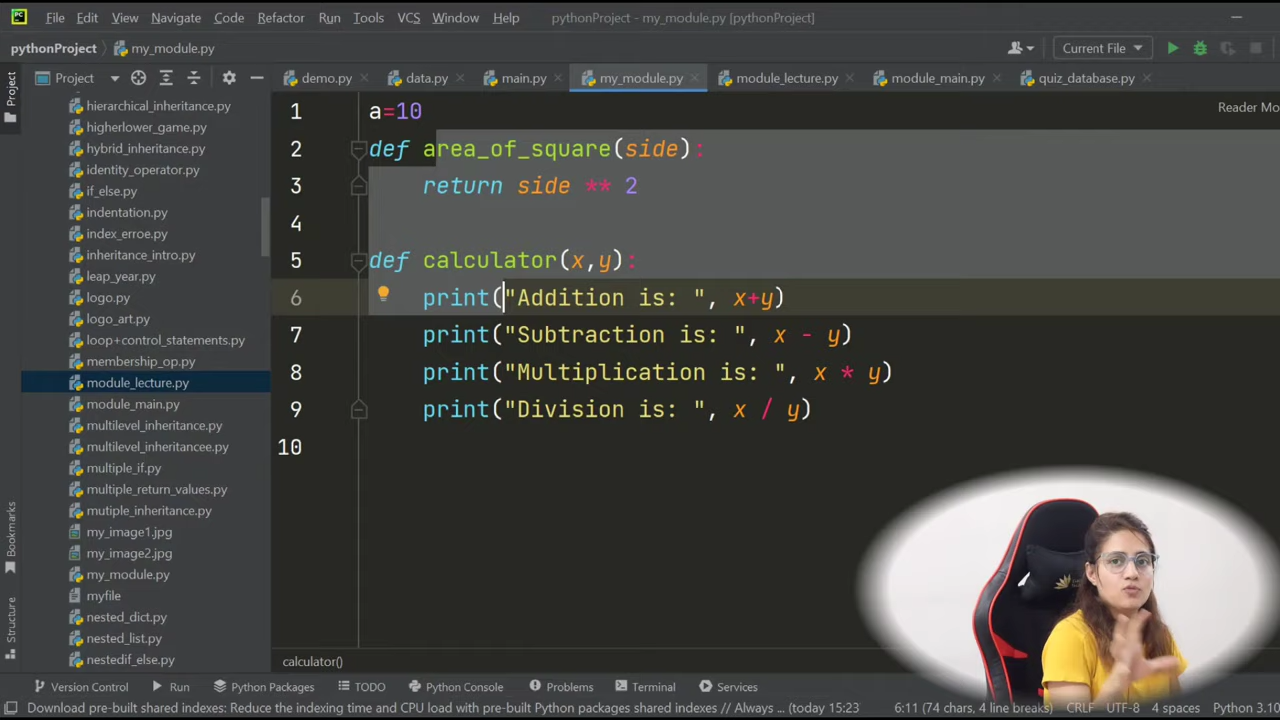 PC File Edit View Navigate Code Refactor Run Tools VCS Window Help pythonProject - my_module.py [pythonProject]
pythonProject my_module.py Current File
Project demo.py data.py main.py my_module.py module_lecture.py module_main.py quiz_database.py
Project
Bookmarks
Structure
hierarchical_inheritance.py
higherlower_game.py
hybrid_inheritance.py
identity_operator.py
if_else.py
indentation.py
index_erroe.py
inheritance_intro.py
leap_year.py
logo.py
logo_art.py
loop+control_statements.py
membership_op.py
module_lecture.py
module_main.py
multilevel_inheritance.py
multilevel_inheritancee.py
multiple_if.py
multiple_return_values.py
mutiple_inheritance.py
my_image1.jpg
my_image2.jpg
my_module.py
myfile
nested_dict.py
nested_list.py
nestedif_else.py
Reader Mo
1 a=10
2 def area_of_square(side):
3 return side ** 2
4
5 def calculator(x,y):
6 print("Addition is: ", x+y)
7 print("Subtraction is: ", x - y)
8 print("Multiplication is: ", x * y)
9 print("Division is: ", x / y)
10
calculator()
Version Control Run Python Packages TODO Python Console Problems Terminal Services
Download pre-built shared indexes: Reduce the indexing time and CPU load with pre-built Python packages shared indexes // Always ... (today 15:23 6:11 (74 chars, 4 line breaks) CRLF UTF-8 4 spaces Python 3.10